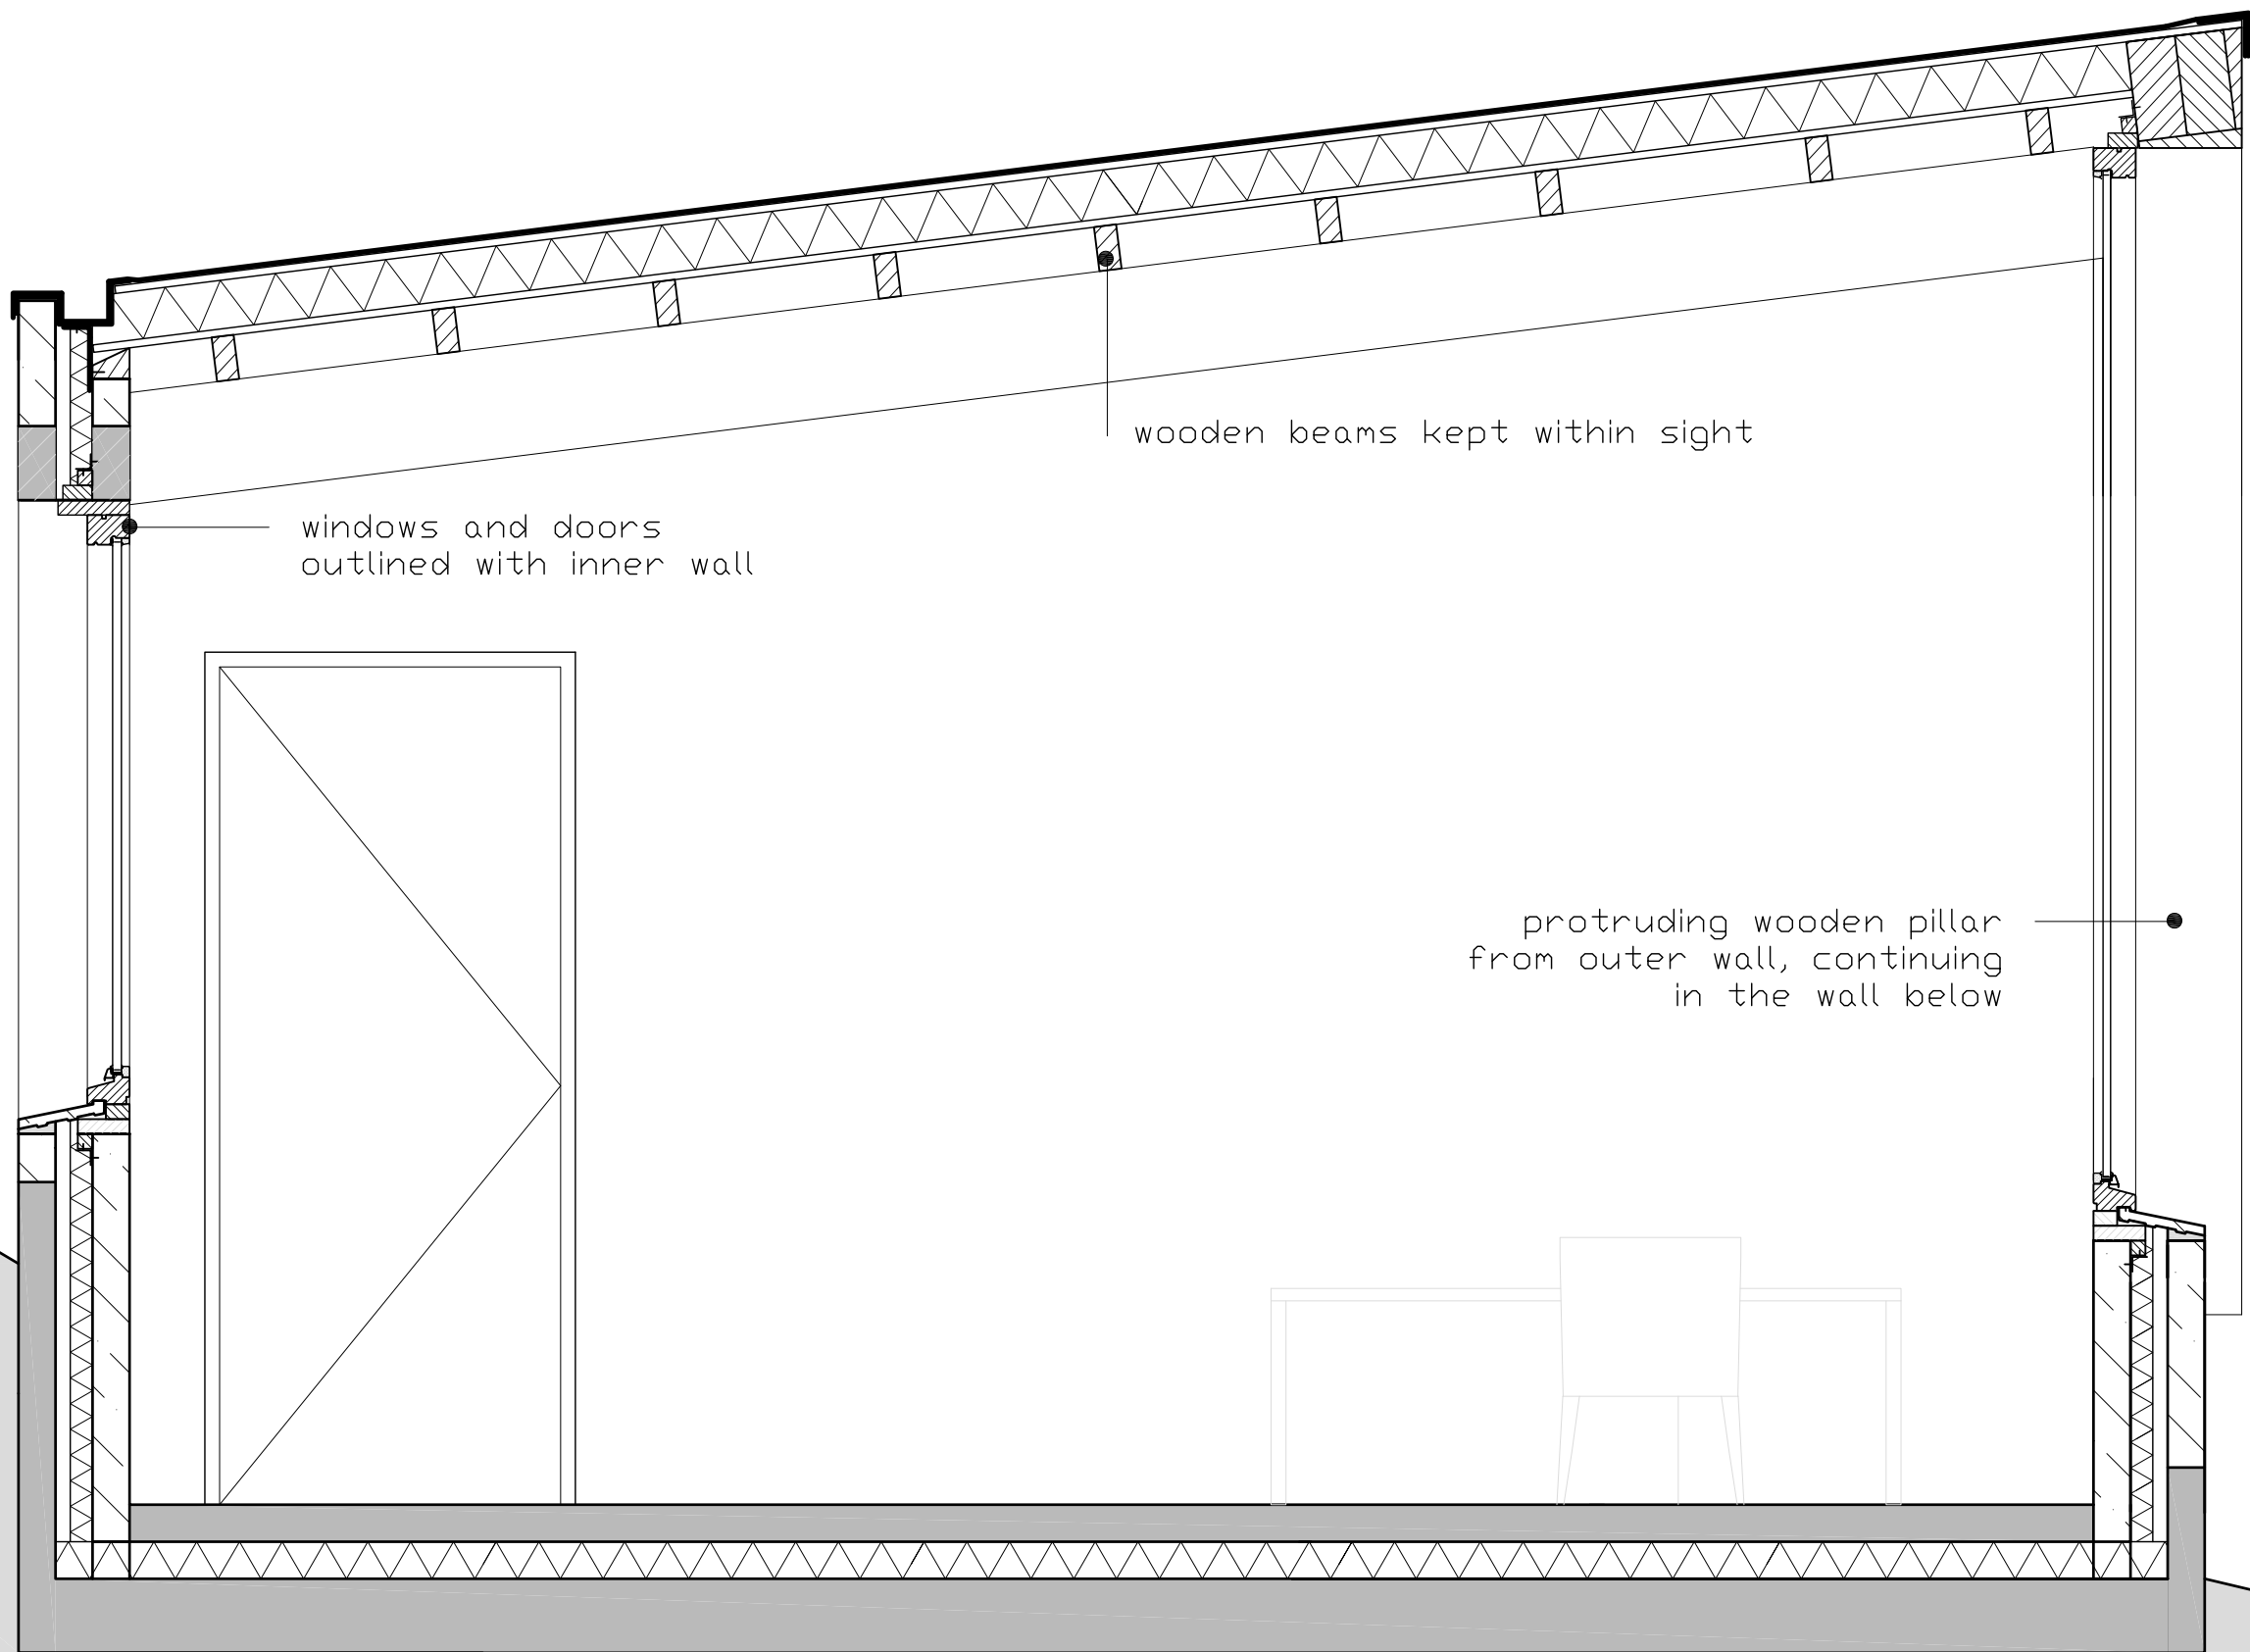 wooden beams kept within sight
windows and doors
outlined with inner wall
protruding wooden pillar
from outer wall, continuing
in the wall below